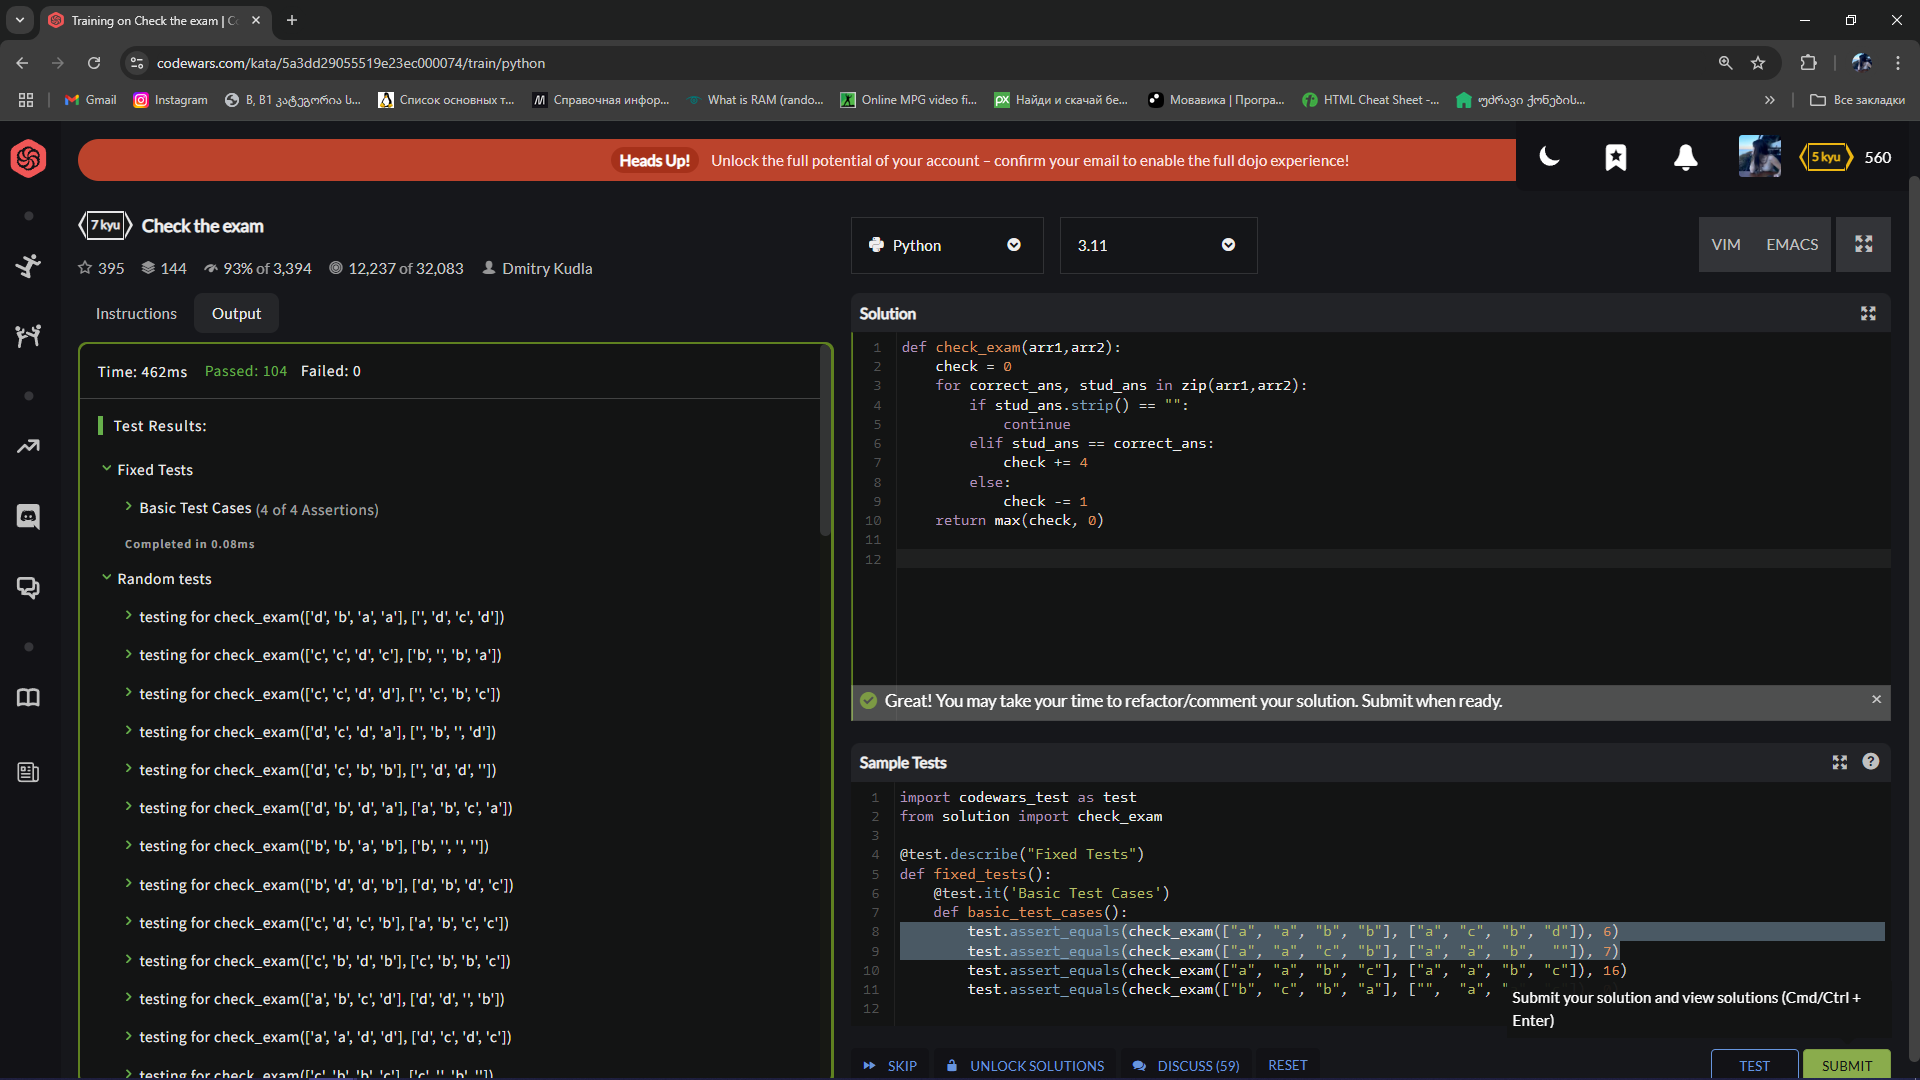 Training on Check the exam | C
codewars.com/kata/5a3dd29055519e23ec000074/train/python
Gmail
Instagram
B, B1 კატეგორია ს...
Список основных т...
Справочная инфор...
What is RAM (rando...
Online MPG video fi...
Найди и скачай бе...
Мовавика | Програ...
HTML Cheat Sheet -...
უძრავი ქონების...
Все закладки
Heads Up! Unlock the full potential of your account – confirm your email to enable the full dojo experience!
5 kyu 560
7 kyu Check the exam
395 144 93% of 3,394 12,237 of 32,083 Dmitry Kudla
Instructions Output
Time: 462ms Passed: 104 Failed: 0
Test Results:
Fixed Tests
Basic Test Cases (4 of 4 Assertions)
Completed in 0.08ms
Random tests
testing for check_exam(['d', 'b', 'a', 'a'], ['', 'd', 'c', 'd'])
testing for check_exam(['c', 'c', 'd', 'c'], ['b', '', 'b', 'a'])
testing for check_exam(['c', 'c', 'd', 'd'], ['', 'c', 'b', 'c'])
testing for check_exam(['d', 'c', 'd', 'a'], ['', 'b', '', 'd'])
testing for check_exam(['d', 'c', 'b', 'b'], ['', 'd', 'd', ''])
testing for check_exam(['d', 'b', 'd', 'a'], ['a', 'b', 'c', 'a'])
testing for check_exam(['b', 'b', 'a', 'b'], ['b', '', '', ''])
testing for check_exam(['b', 'd', 'd', 'b'], ['d', 'b', 'd', 'c'])
testing for check_exam(['c', 'd', 'c', 'b'], ['a', 'b', 'c', 'c'])
testing for check_exam(['c', 'b', 'd', 'b'], ['c', 'b', 'b', 'c'])
testing for check_exam(['a', 'b', 'c', 'd'], ['d', 'd', '', 'b'])
testing for check_exam(['a', 'a', 'd', 'd'], ['d', 'c', 'd', 'c'])
testing for check_exam(['c', 'b', 'b', 'c'], ['c', '', 'b', ''])
Python
3.11
VIM EMACS
Solution
1 def check_exam(arr1,arr2):
2 check = 0
3 for correct_ans, stud_ans in zip(arr1,arr2):
4 if stud_ans.strip() == "":
5 continue
6 elif stud_ans == correct_ans:
7 check += 4
8 else:
9 check -= 1
10 return max(check, 0)
11
12
Great! You may take your time to refactor/comment your solution. Submit when ready.
Sample Tests
1 import codewars_test as test
2 from solution import check_exam
3
4 @test.describe("Fixed Tests")
5 def fixed_tests():
6 @test.it('Basic Test Cases')
7 def basic_test_cases():
8 test.assert_equals(check_exam(["a", "a", "b", "b"], ["a", "c", "b", "d"]), 6)
9 test.assert_equals(check_exam(["a", "a", "c", "b"], ["a", "a", "b", ""]), 7)
10 test.assert_equals(check_exam(["a", "a", "b", "c"], ["a", "a", "b", "c"]), 16)
11 test.assert_equals(check_exam(["b", "c", "b", "a"], ["", "a", "
12
Submit your solution and view solutions (Cmd/Ctrl +
Enter)
SKIP UNLOCK SOLUTIONS DISCUSS (59) RESET TEST SUBMIT